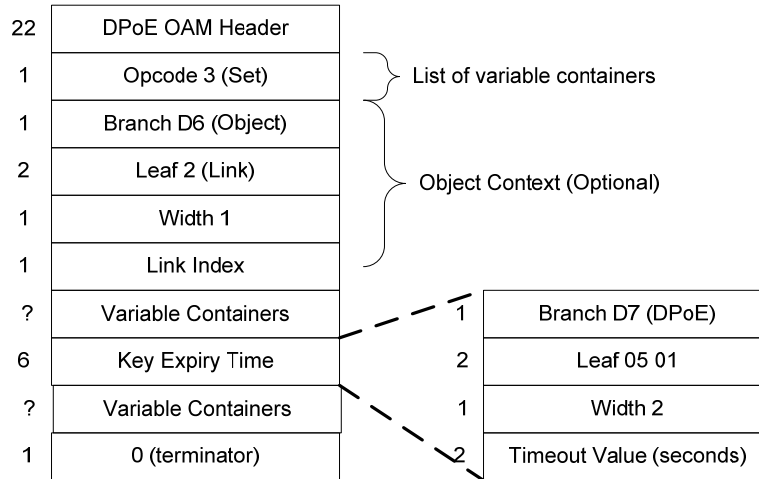 22 DPoE OAM Header
1 Opcode 3 (Set) List of variable containers
1 Branch D6 (Object)
2 Leaf 2 (Link) Object Context (Optional)
1 Width 1
1 Link Index
? Variable Containers 1 Branch D7 (DPoE)
6 Key Expiry Time 2 Leaf 05 01
? Variable Containers 1 Width 2
1 0 (terminator) 2 Timeout Value (seconds)